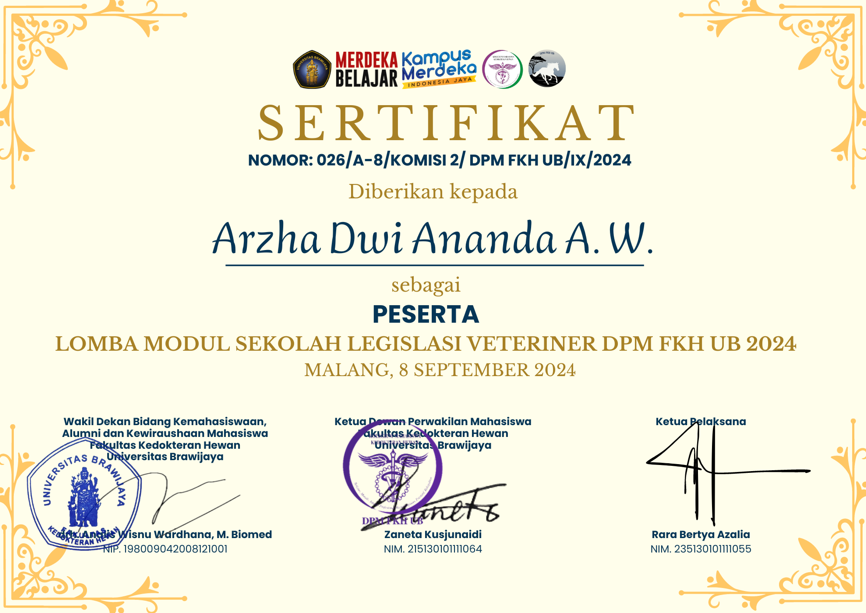 MERDEKA
BELAJAR
Kampus
Merdeka
INDONESIA JAYA
SERTIFIKAT
NOMOR: 026/A-8/KOMISI 2/ DPM FKH UB/IX/2024
Diberikan kepada
Arzha Dwi Ananda A. W.
sebagai
PESERTA
LOMBA MODUL SEKOLAH LEGISLASI VETERINER DPM FKH UB 2024
MALANG, 8 SEPTEMBER 2024
Wakil Dekan Bidang Kemahasiswaan,
Alumni dan Kewiraushaan Mahasiswa
Fakultas Kedokteran Hewan
Universitas Brawijaya
UNIVERSITAS BRAWIJAYA
KEDOKTERAN HEWAN
Wisnu Wardhana, M. Biomed
NIP. 198009042008121001
Ketua Dewan Perwakilan Mahasiswa
Fakultas Kedokteran Hewan
Universitas Brawijaya
DPM FKH UB
Zaneta Kusjunaidi
NIM. 215130101111064
Ketua Pelaksana
Rara Bertya Azalia
NIM. 235130101111055